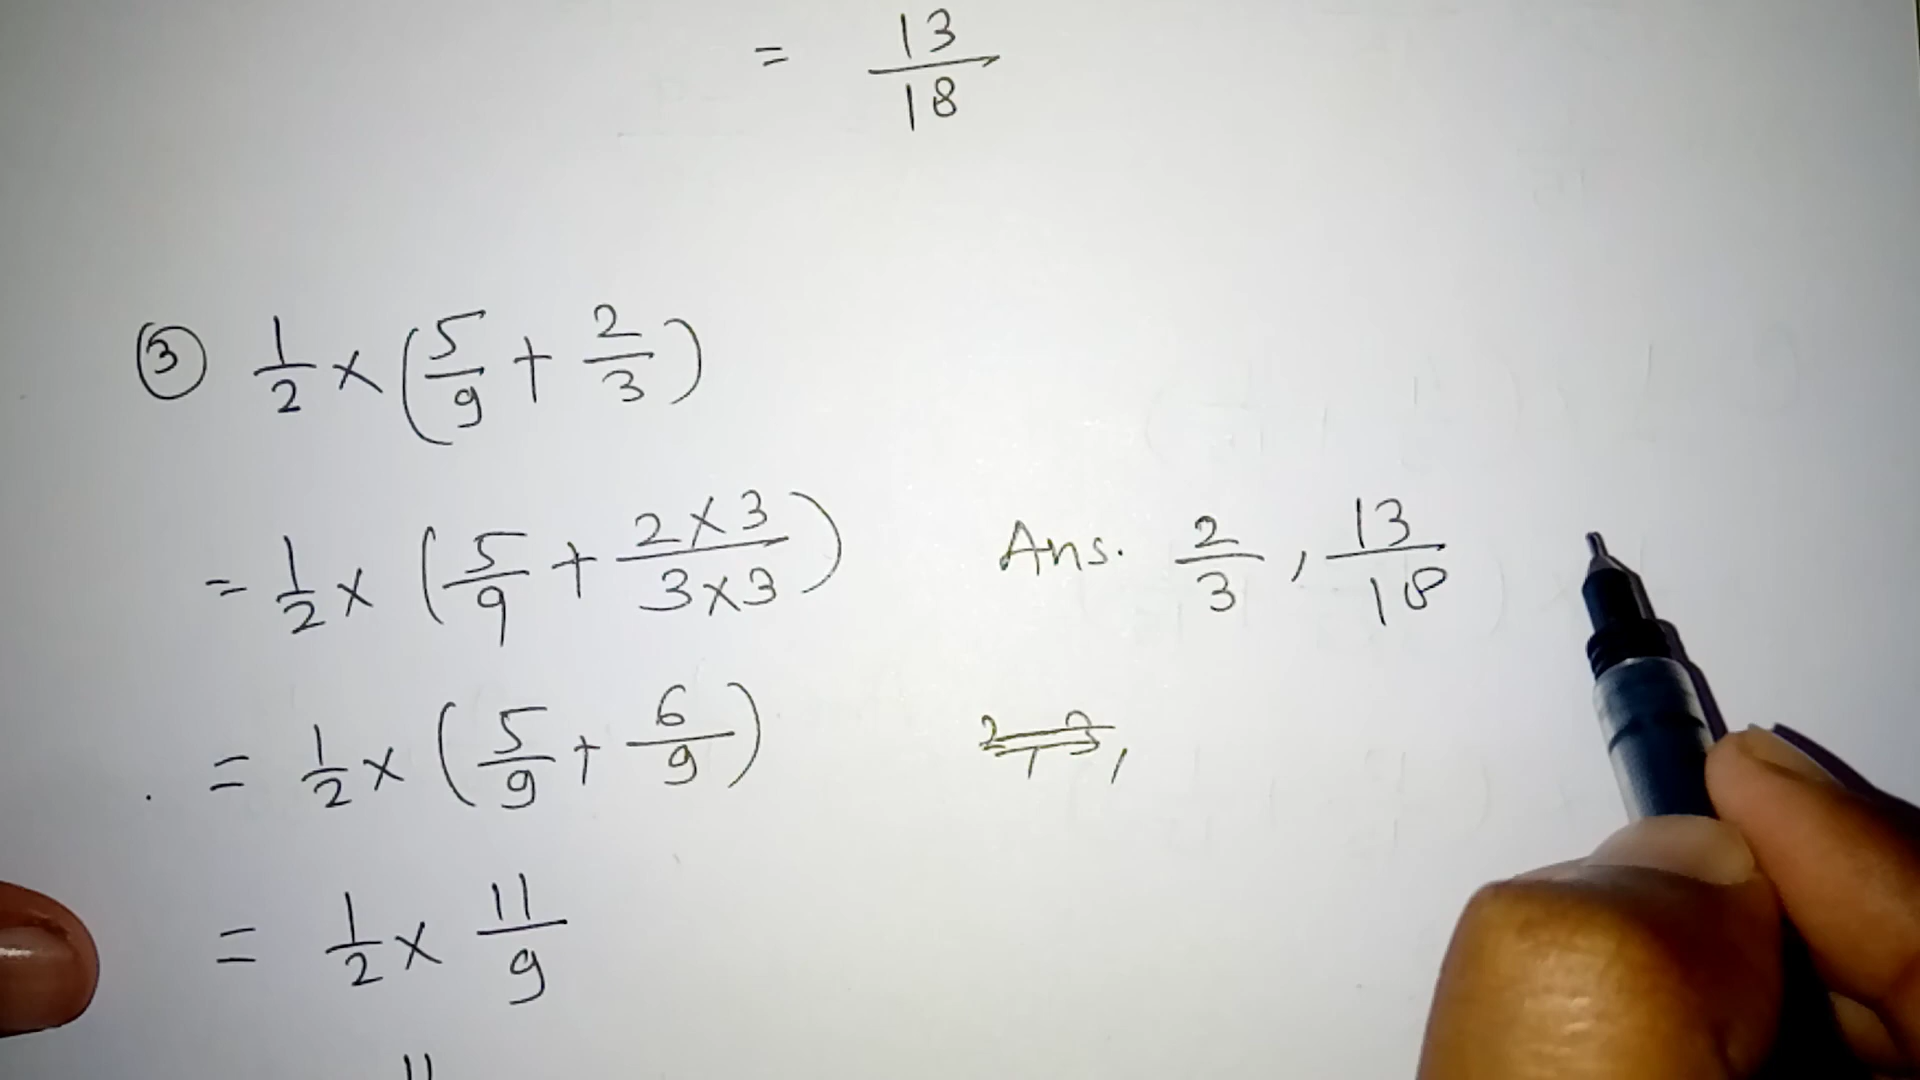 = 13/18
③ 1/2 × (5/9 + 2/3)
= 1/2 × (5/9 + 2×3/3×3)
Ans. 2/3, 13/18
= 1/2 × (5/9 + 6/9)
= 1/2 × 11/9
11